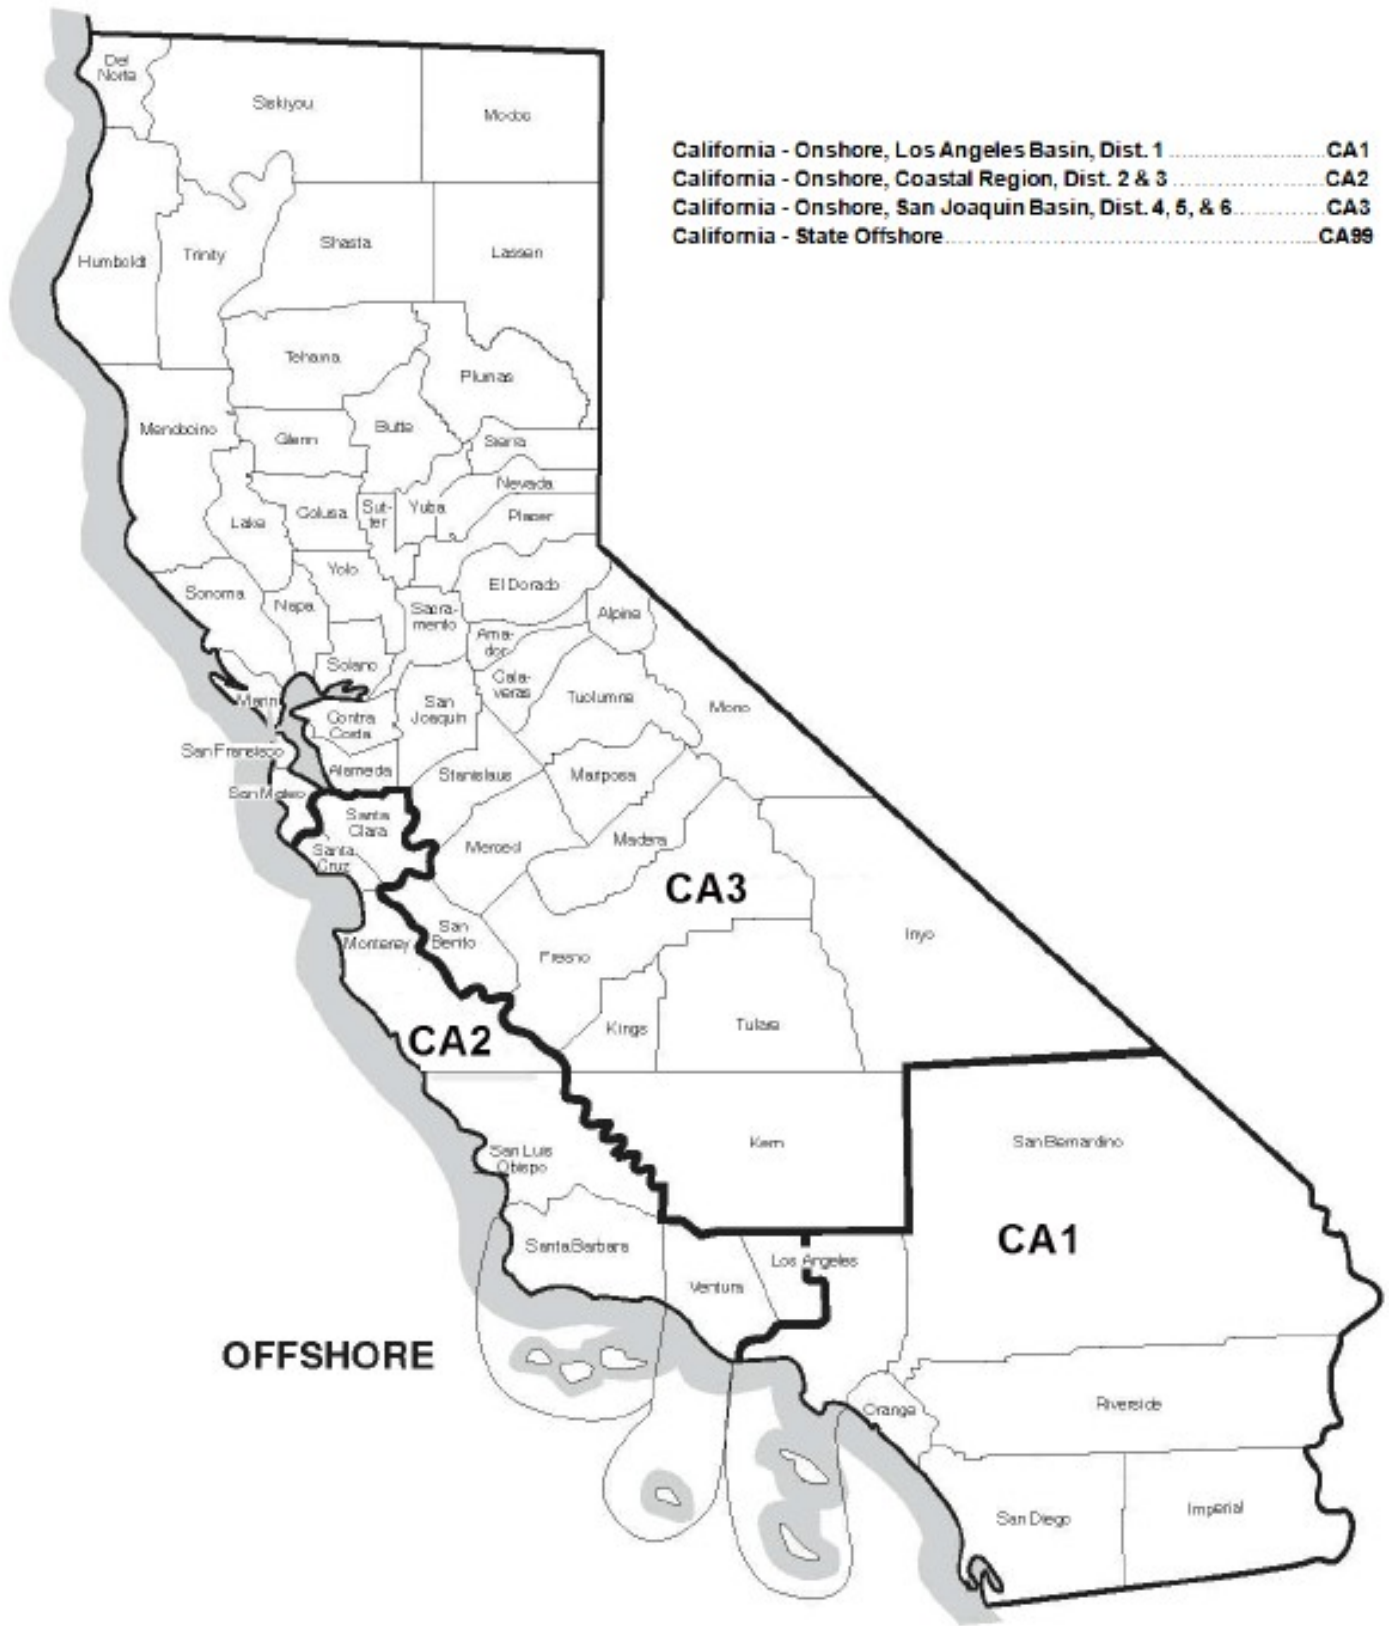 Del
Norte
Siskiyou
Modoc
California - Onshore, Los Angeles Basin, Dist. 1 ........ CA1
California - Onshore, Coastal Region, Dist. 2 & 3 ........ CA2
California - Onshore, San Joaquin Basin, Dist. 4, 5, & 6 ........ CA3
California - State Offshore ........ CA99
Humboldt
Trinity
Shasta
Lassen
Tehama
Plumas
Mendocino
Glenn
Butte
Sierra
Nevada
Lake
Colusa
Sut-
ter
Yuba
Placer
Yolo
Sonoma
Napa
El Dorado
Sacra-
mento
Alpine
Ama-
dor
Solano
Cala-
veras
Tuolumne
Marin
Contra
Costa
San
Joaquin
Mono
San Francisco
Alameda
Stanislaus
Mariposa
San Mateo
Santa
Clara
Santa
Cruz
Merced
Madera
CA3
San
Benito
Monterey
Fresno
Inyo
Kings
Tulare
CA2
San Luis
Obispo
Kern
San Bernardino
CA1
Santa Barbara
Ventura
Los Angeles
OFFSHORE
Orange
Riverside
San Diego
Imperial